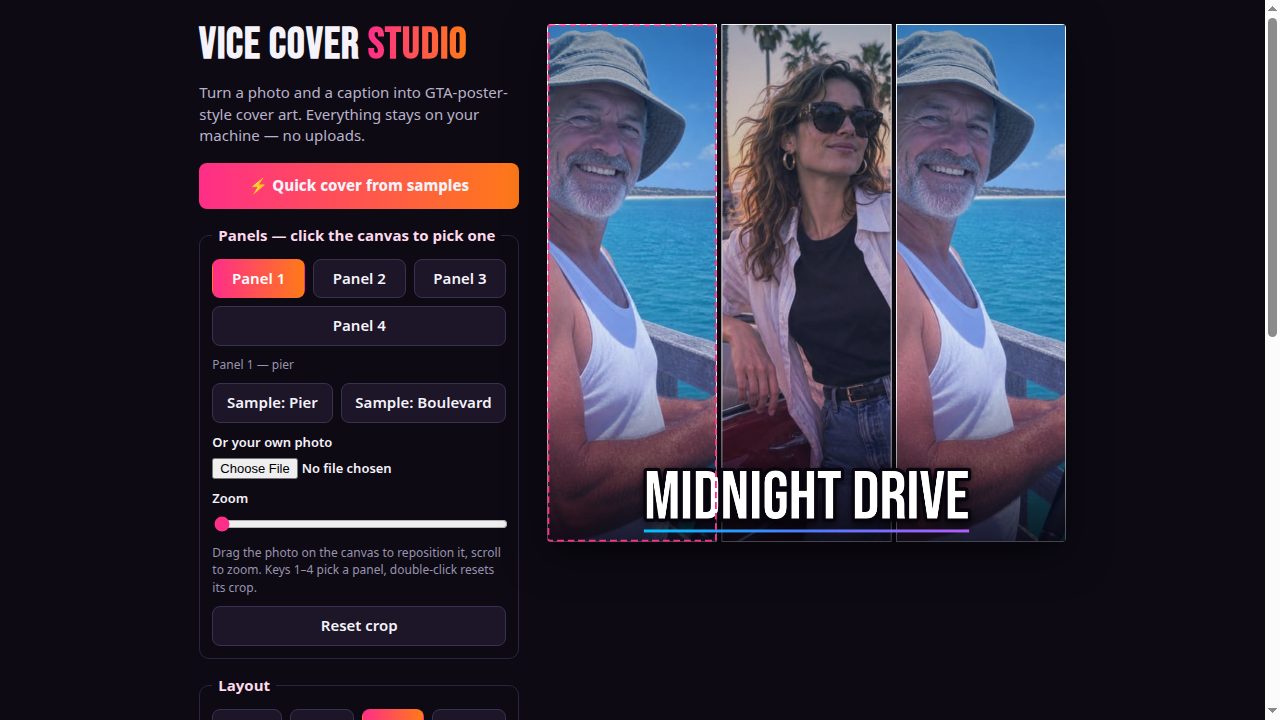 VICE COVER STUDIO
Turn a photo and a caption into GTA-poster-
style cover art. Everything stays on your
machine — no uploads.
⚡ Quick cover from samples
Panels — click the canvas to pick one
Panel 1 Panel 2 Panel 3
Panel 4
Panel 1 — pier
Sample: Pier Sample: Boulevard
Or your own photo
Choose File No file chosen
Zoom
Drag the photo on the canvas to reposition it, scroll
to zoom. Keys 1–4 pick a panel, double-click resets
its crop.
Reset crop
Layout
MIDNIGHT DRIVE